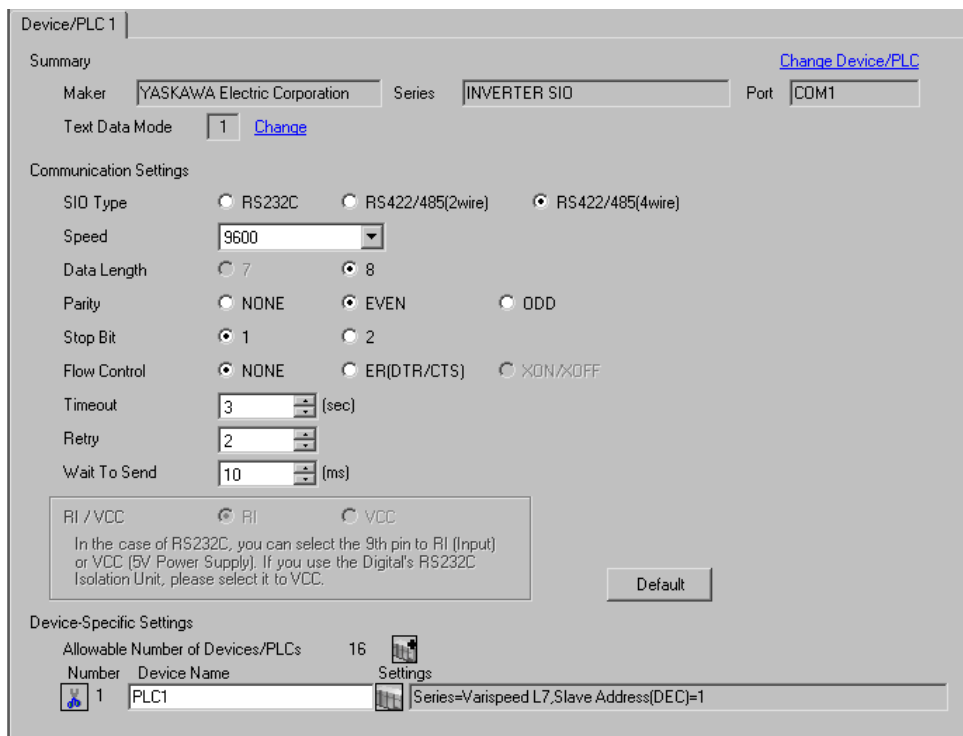 Device/PLC 1
Summary Change Device/PLC
Maker YASKAWA Electric Corporation Series INVERTER SIO Port COM1
Text Data Mode 1 Change
Communication Settings
SIO Type RS232C RS422/485(2wire) RS422/485(4wire)
Speed 9600
Data Length 7 8
Parity NONE EVEN ODD
Stop Bit 1 2
Flow Control NONE ER(DTR/CTS) XON/XOFF
Timeout 3 (sec)
Retry 2
Wait To Send 10 (ms)
RI / VCC RI VCC
In the case of RS232C, you can select the 9th pin to RI (Input)
or VCC (5V Power Supply). If you use the Digital's RS232C
Isolation Unit, please select it to VCC.
Default
Device-Specific Settings
Allowable Number of Devices/PLCs 16
Number Device Name Settings
1 PLC1 Series=Varispeed L7,Slave Address(DEC)=1